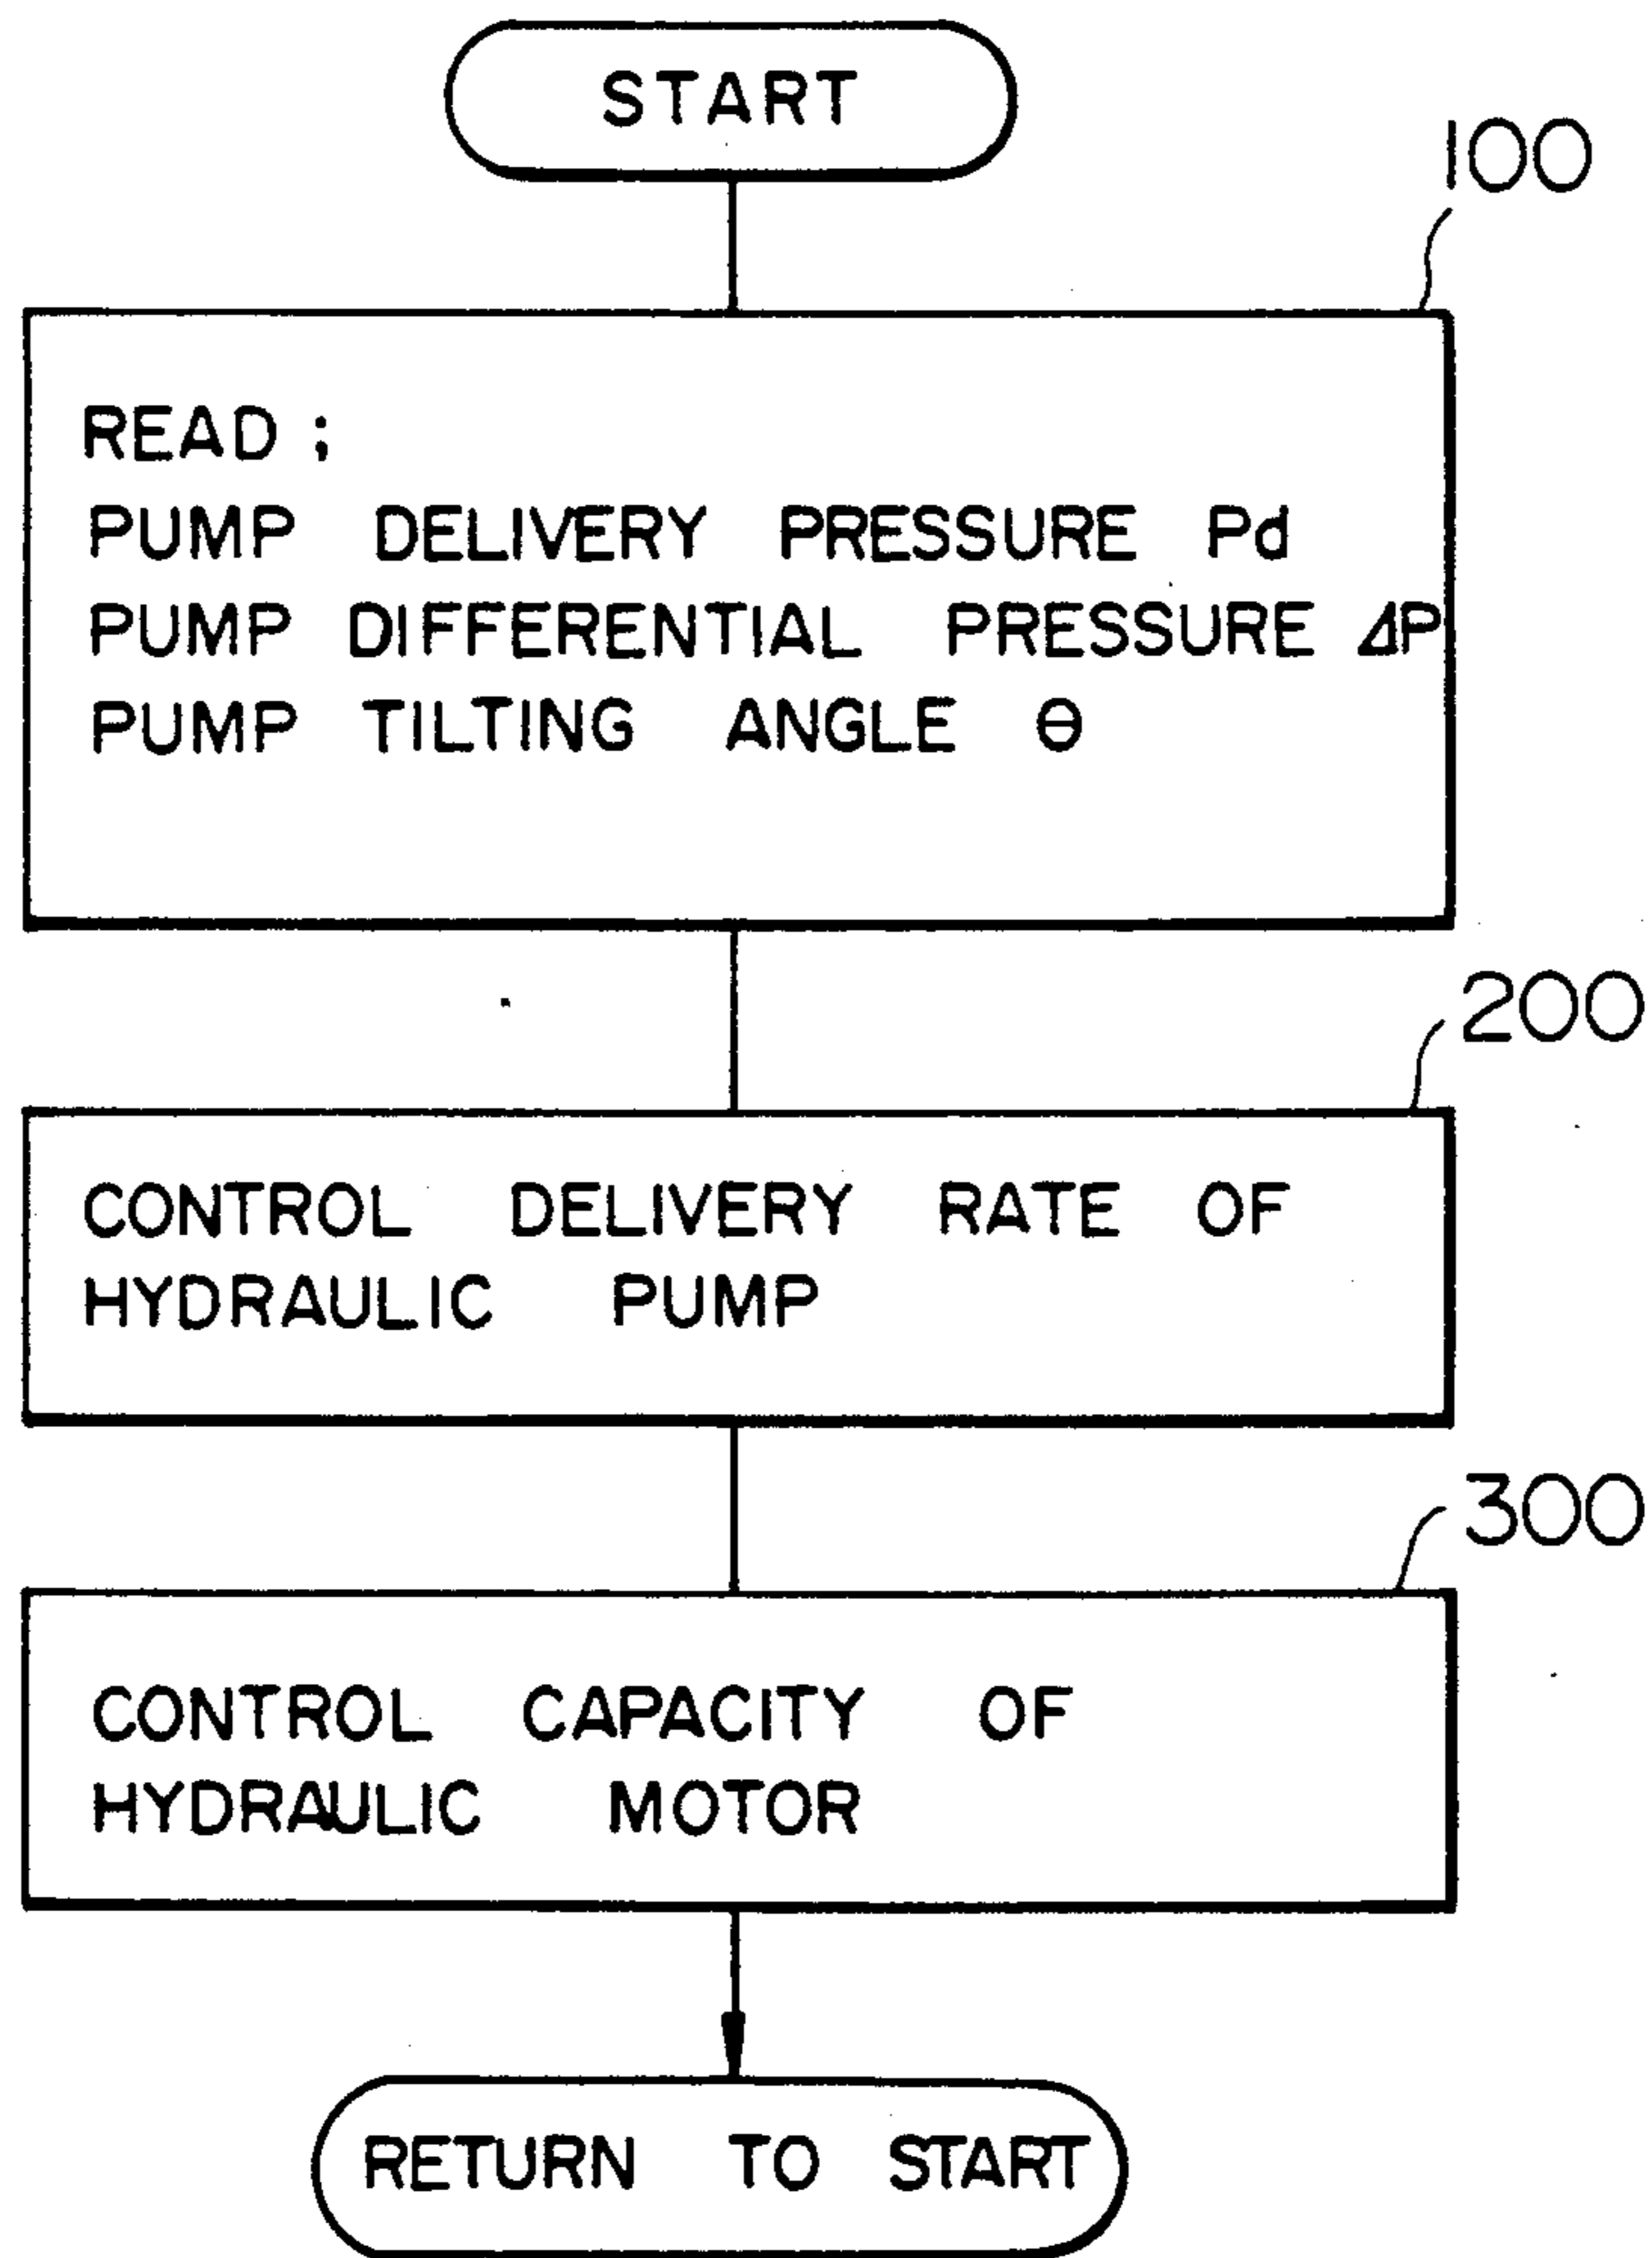 START
100
READ ;
PUMP DELIVERY PRESSURE Pd
PUMP DIFFERENTIAL PRESSURE ΔP
PUMP TILTING ANGLE θ
200
CONTROL DELIVERY RATE OF
HYDRAULIC PUMP
300
CONTROL CAPACITY OF
HYDRAULIC MOTOR
RETURN TO START